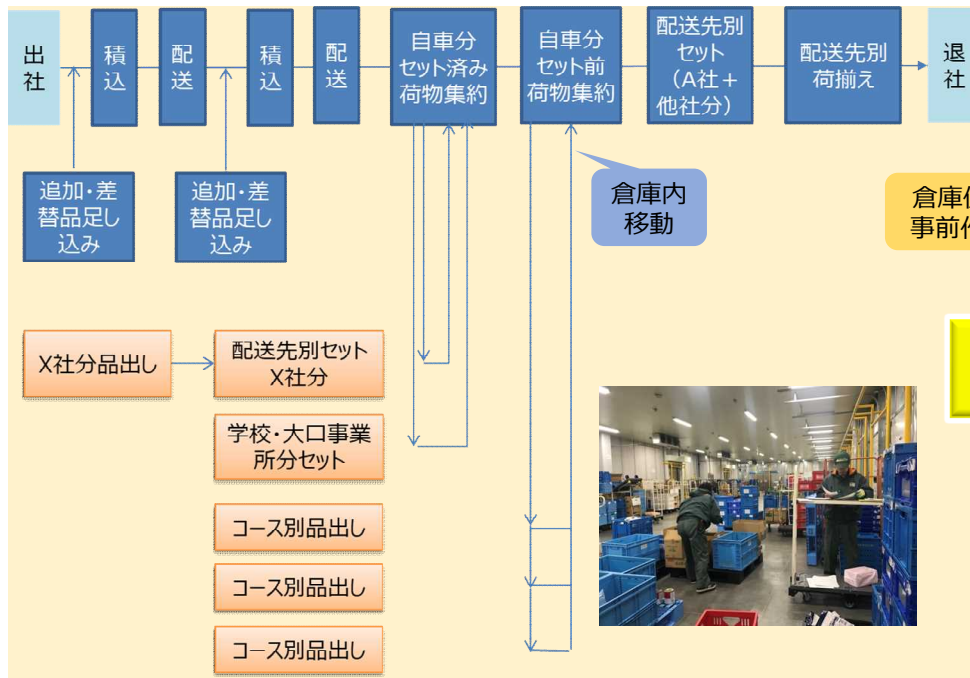 出
社
積
込
配
送
積
込
配
送
自車分
セット済み
荷物集約
自車分
セット前
荷物集約
配送先別
セット
（A社＋
他社分）
配送先別
荷揃え
退
社
追加・差
替品足し
込み
追加・差
替品足し
込み
倉庫内
移動
倉庫
事前
X社分品出し
配送先別セット
X社分
学校・大口事業
所分セット
コース別品出し
コース別品出し
コース別品出し